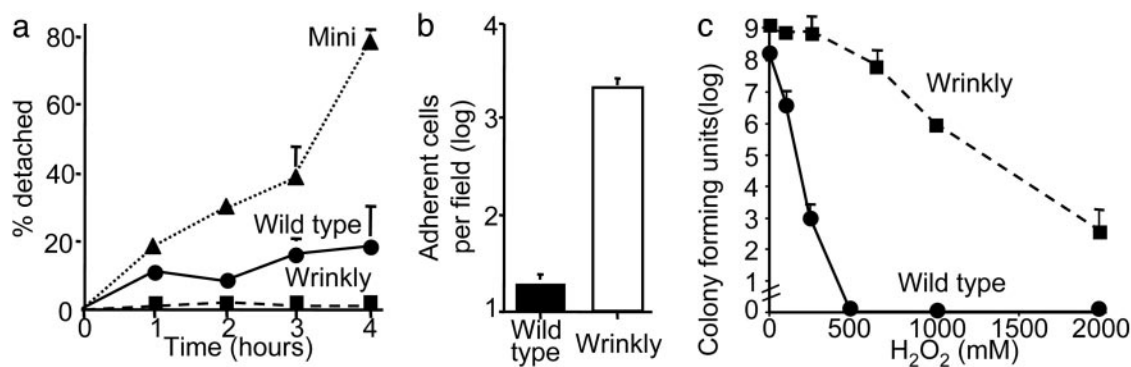 a
80
60
40
20
0
% detached
Mini
Wild type
Wrinkly
0 1 2 3 4
Time (hours)
b
4
3
2
1
Adherent cells
per field (log)
Wild
type
Wrinkly
c
9
8
7
6
5
4
3
2
1
0
Colony forming units(log)
Wrinkly
Wild type
0 500 1000 1500 2000
H₂O₂ (mM)